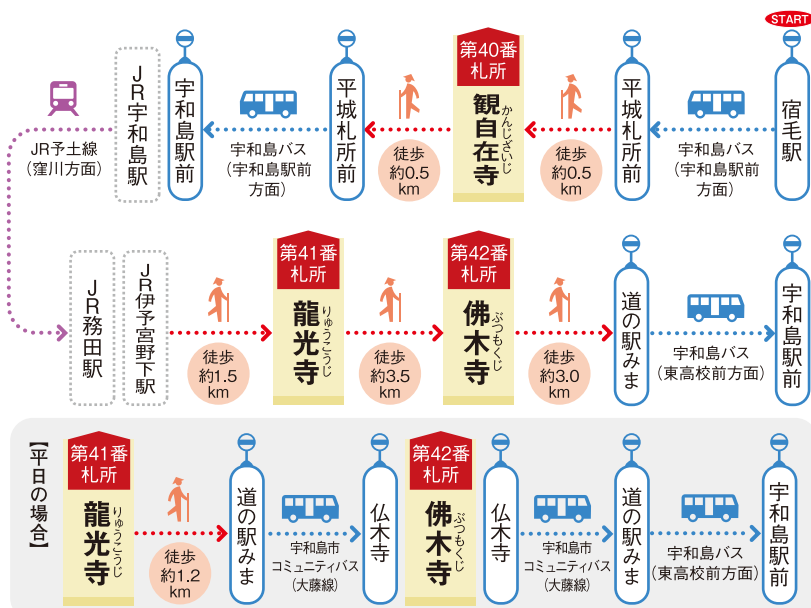 START
宿毛駅
宇和島バス
(宇和島駅前
方面)
平城札所前
徒歩
約0.5
km
第40番
札所
観自在寺
かんじざいじ
徒歩
約0.5
km
平城札所前
宇和島バス
(宇和島駅前
方面)
宇和島駅前
JR宇和島駅
JR予土線
(窪川方面)
JR務田駅
JR伊予宮野下駅
徒歩
約1.5
km
第41番
札所
龍光寺
りゅうこうじ
徒歩
約3.5
km
第42番
札所
佛木寺
ぶつもくじ
徒歩
約3.0
km
道の駅みま
宇和島バス
(東高校前方面)
宇和島駅前
【平日の場合】
第41番
札所
龍光寺
りゅうこうじ
徒歩
約1.2
km
道の駅みま
宇和島市
コミュニティバス
(大藤線)
仏木寺
第42番
札所
佛木寺
ぶつもくじ
仏木寺
宇和島市
コミュニティバス
(大藤線)
道の駅みま
宇和島バス
(東高校前方面)
宇和島駅前